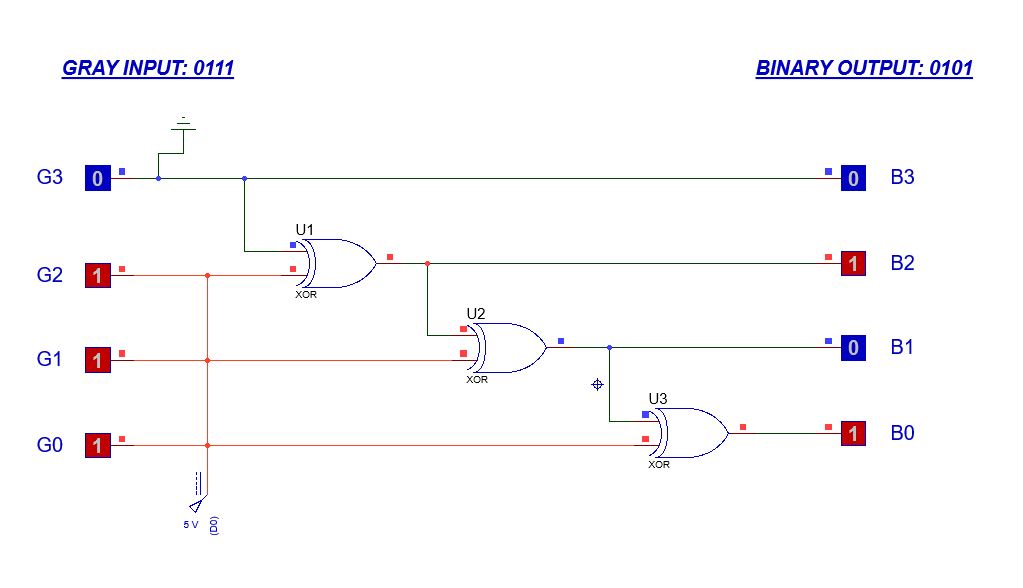 GRAY INPUT: 0111
BINARY OUTPUT: 0101
G3 0 0 B3
U1
XOR
G2 1 1 B2
U2
XOR
G1 1 0 B1
U3
XOR
G0 1 1 B0
5 V
(D0)